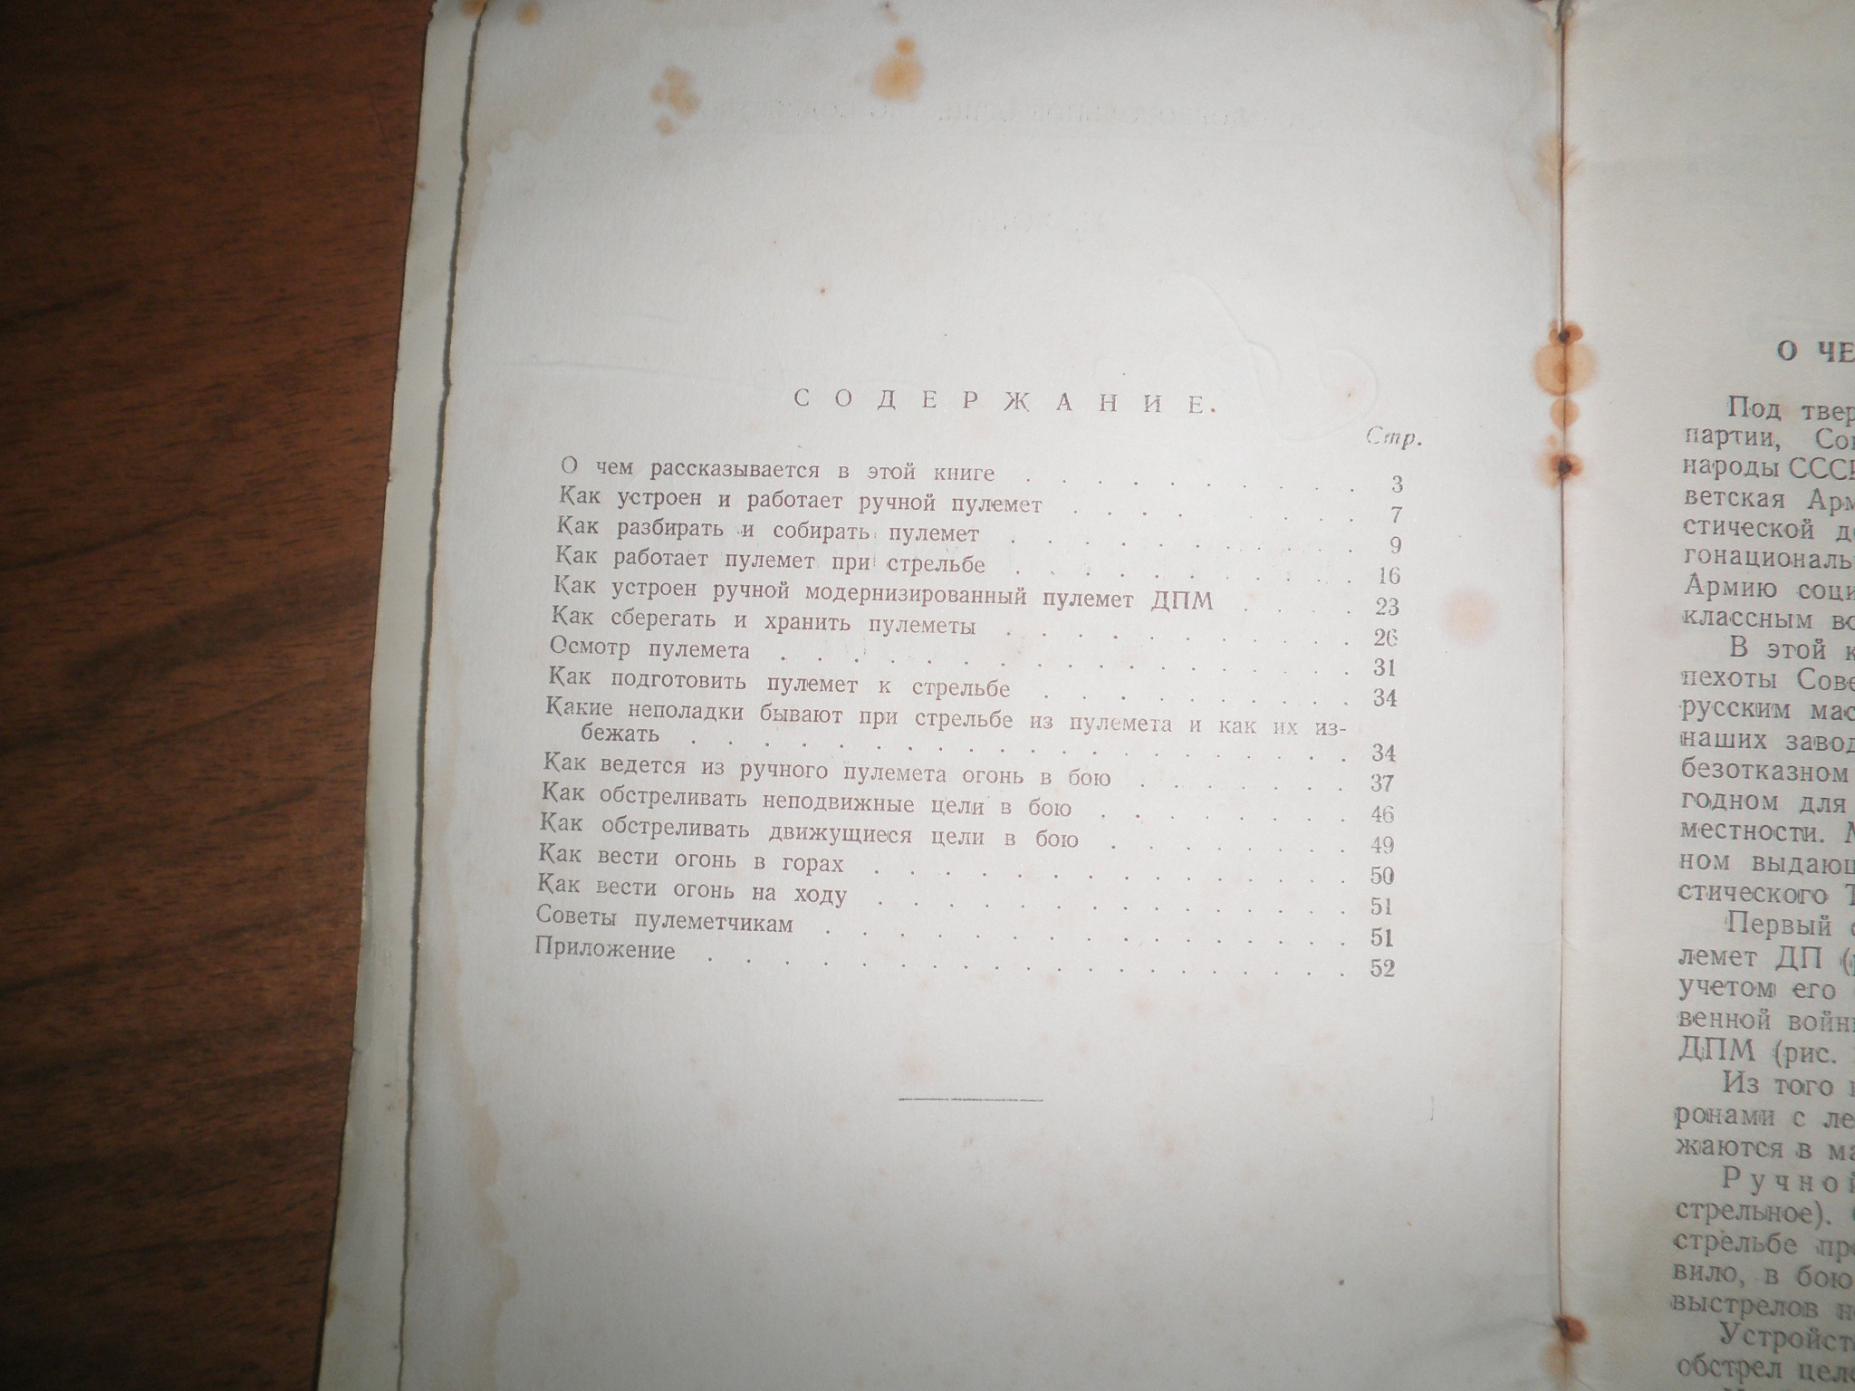 СОДЕРЖАНИЕ.
Стр.
О чем рассказывается в этой книге . . . . . . . . . . 3
Как устроен и работает ручной пулемет . . . . . . . . 7
Как разбирать и собирать пулемет . . . . . . . . . . 9
Как работает пулемет при стрельбе . . . . . . . . . . 16
Как устроен ручной модернизированный пулемет ДПМ . . . . 23
Как сберегать и хранить пулеметы . . . . . . . . . . 26
Осмотр пулемета . . . . . . . . . . . . . . . . 31
Как подготовить пулемет к стрельбе . . . . . . . . . 34
Какие неполадки бывают при стрельбе из пулемета и как их из-
бежать . . . . . . . . . . . . . . . . . . . 34
Как ведется из ручного пулемета огонь в бою . . . . . . . 37
Как обстреливать неподвижные цели в бою . . . . . . . . 46
Как обстреливать движущиеся цели в бою . . . . . . . . 49
Как вести огонь в горах . . . . . . . . . . . . . 50
Как вести огонь на ходу . . . . . . . . . . . . . 51
Советы пулеметчикам . . . . . . . . . . . . . . 51
Приложение . . . . . . . . . . . . . . . . . 52
О ЧЕ
Под твер
партии, Со
народы СССР
ветская Арм
стической д
гонациональ
Армию соци
классным во
В этой к
пехоты Сове
русским мас
наших завод
безотказном
годном для
местности.
ном выдающ
стического
Первый
лемет ДП
учетом его
венной войн
ДПМ (рис.
Из того
ронами с ле
жаются в ма
Ручной
стрельное).
стрельбе пр
вило, в бою
выстрелов н
Устройст
обстрел цел